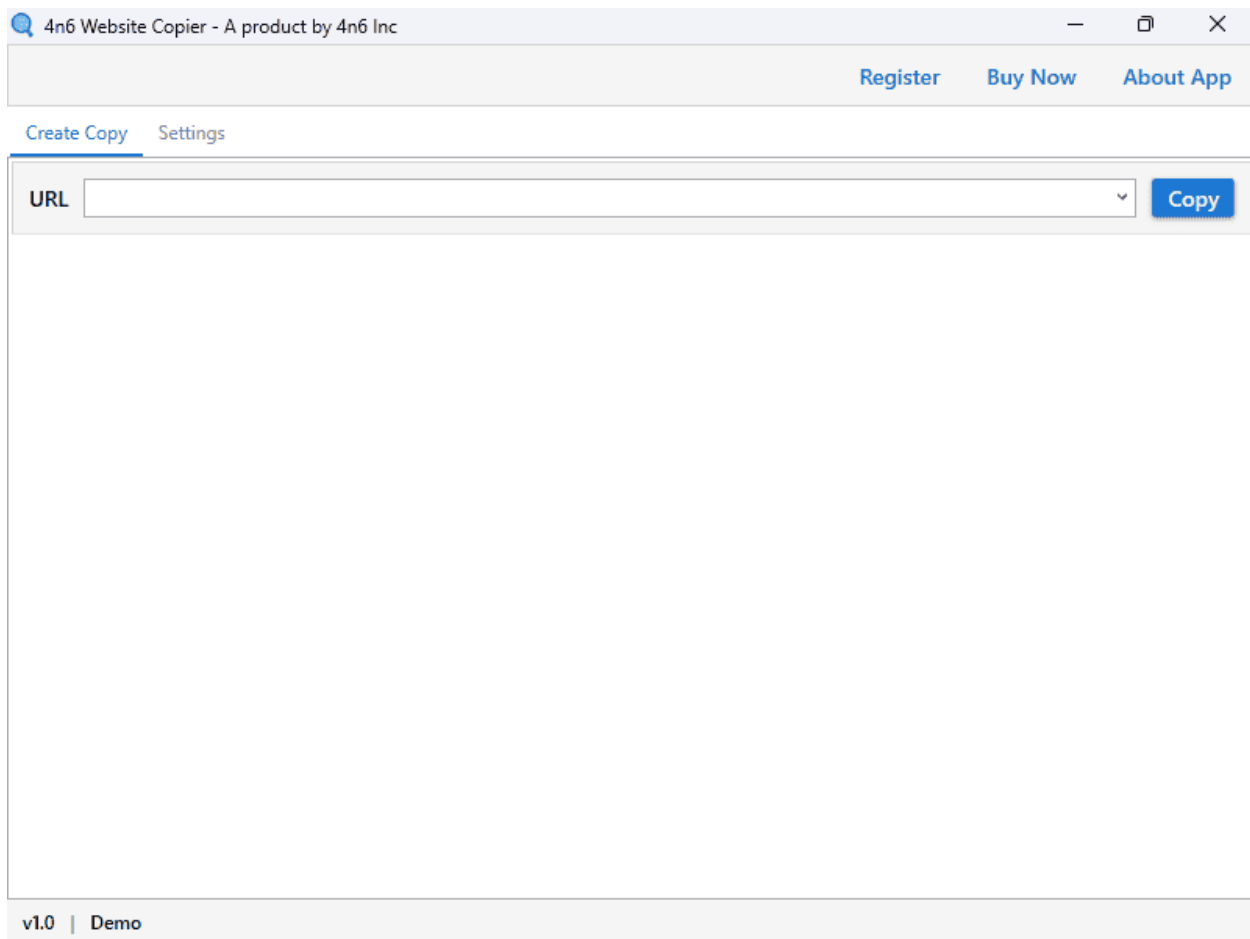 4n6 Website Copier - A product by 4n6 Inc
Register Buy Now About App
Create Copy Settings
URL Copy
v1.0 | Demo